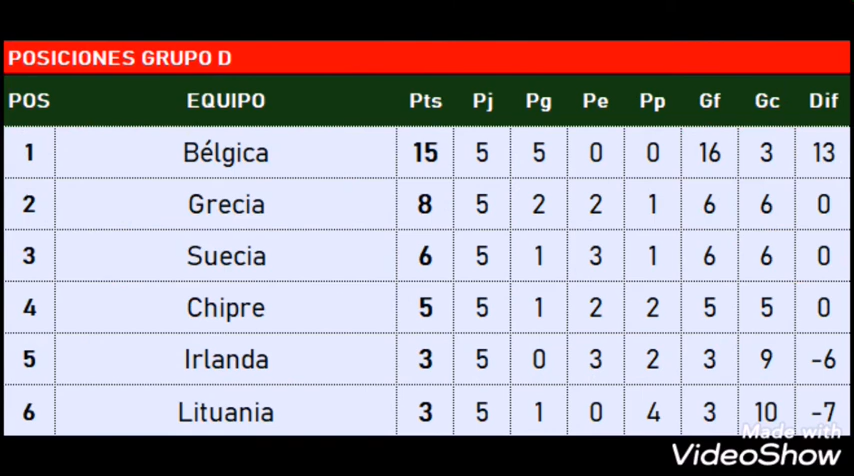 POSICIONES GRUPO D
POS EQUIPO Pts Pj Pg Pe Pp Gf Gc Dif
1 Bélgica 15 5 5 0 0 16 3 13
2 Grecia 8 5 2 2 1 6 6 0
3 Suecia 6 5 1 3 1 6 6 0
4 Chipre 5 5 1 2 2 5 5 0
5 Irlanda 3 5 0 3 2 3 9 -6
6 Lituania 3 5 1 0 4 3 10 -7
Made with
VideoShow